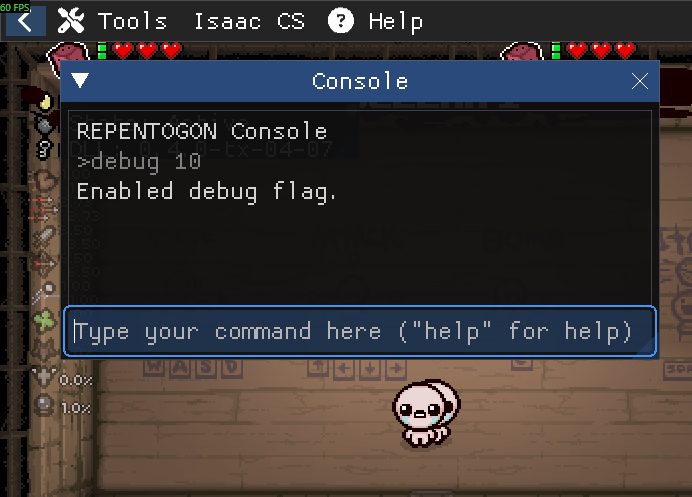 60 FPS
Tools Isaac CS ? Help
Console
REPENTOGON Console
>debug 10
Enabled debug flag.
Type your command here ("help" for help)
W A S D
0.0%
1.0%